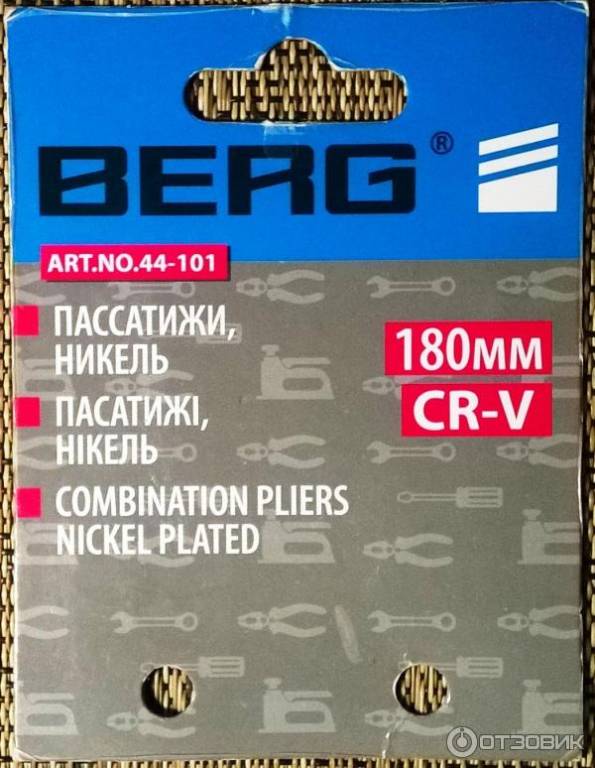 BERG®
ART.NO.44-101
ПАССАТИЖИ,
НИКЕЛЬ
180мм
CR-V
ПАСАТИЖІ,
НІКЕЛЬ
COMBINATION PLIERS
NICKEL PLATED
ОТЗОВИК